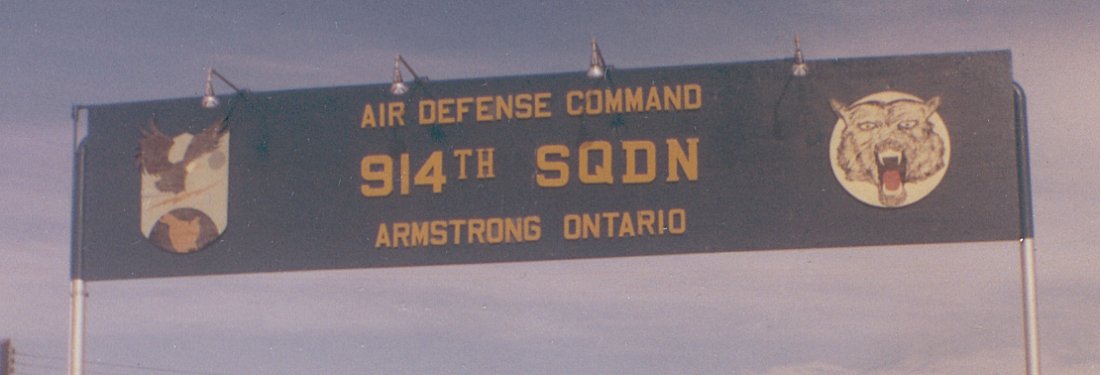 AIR DEFENSE COMMAND
914TH SQDN
ARMSTRONG ONTARIO